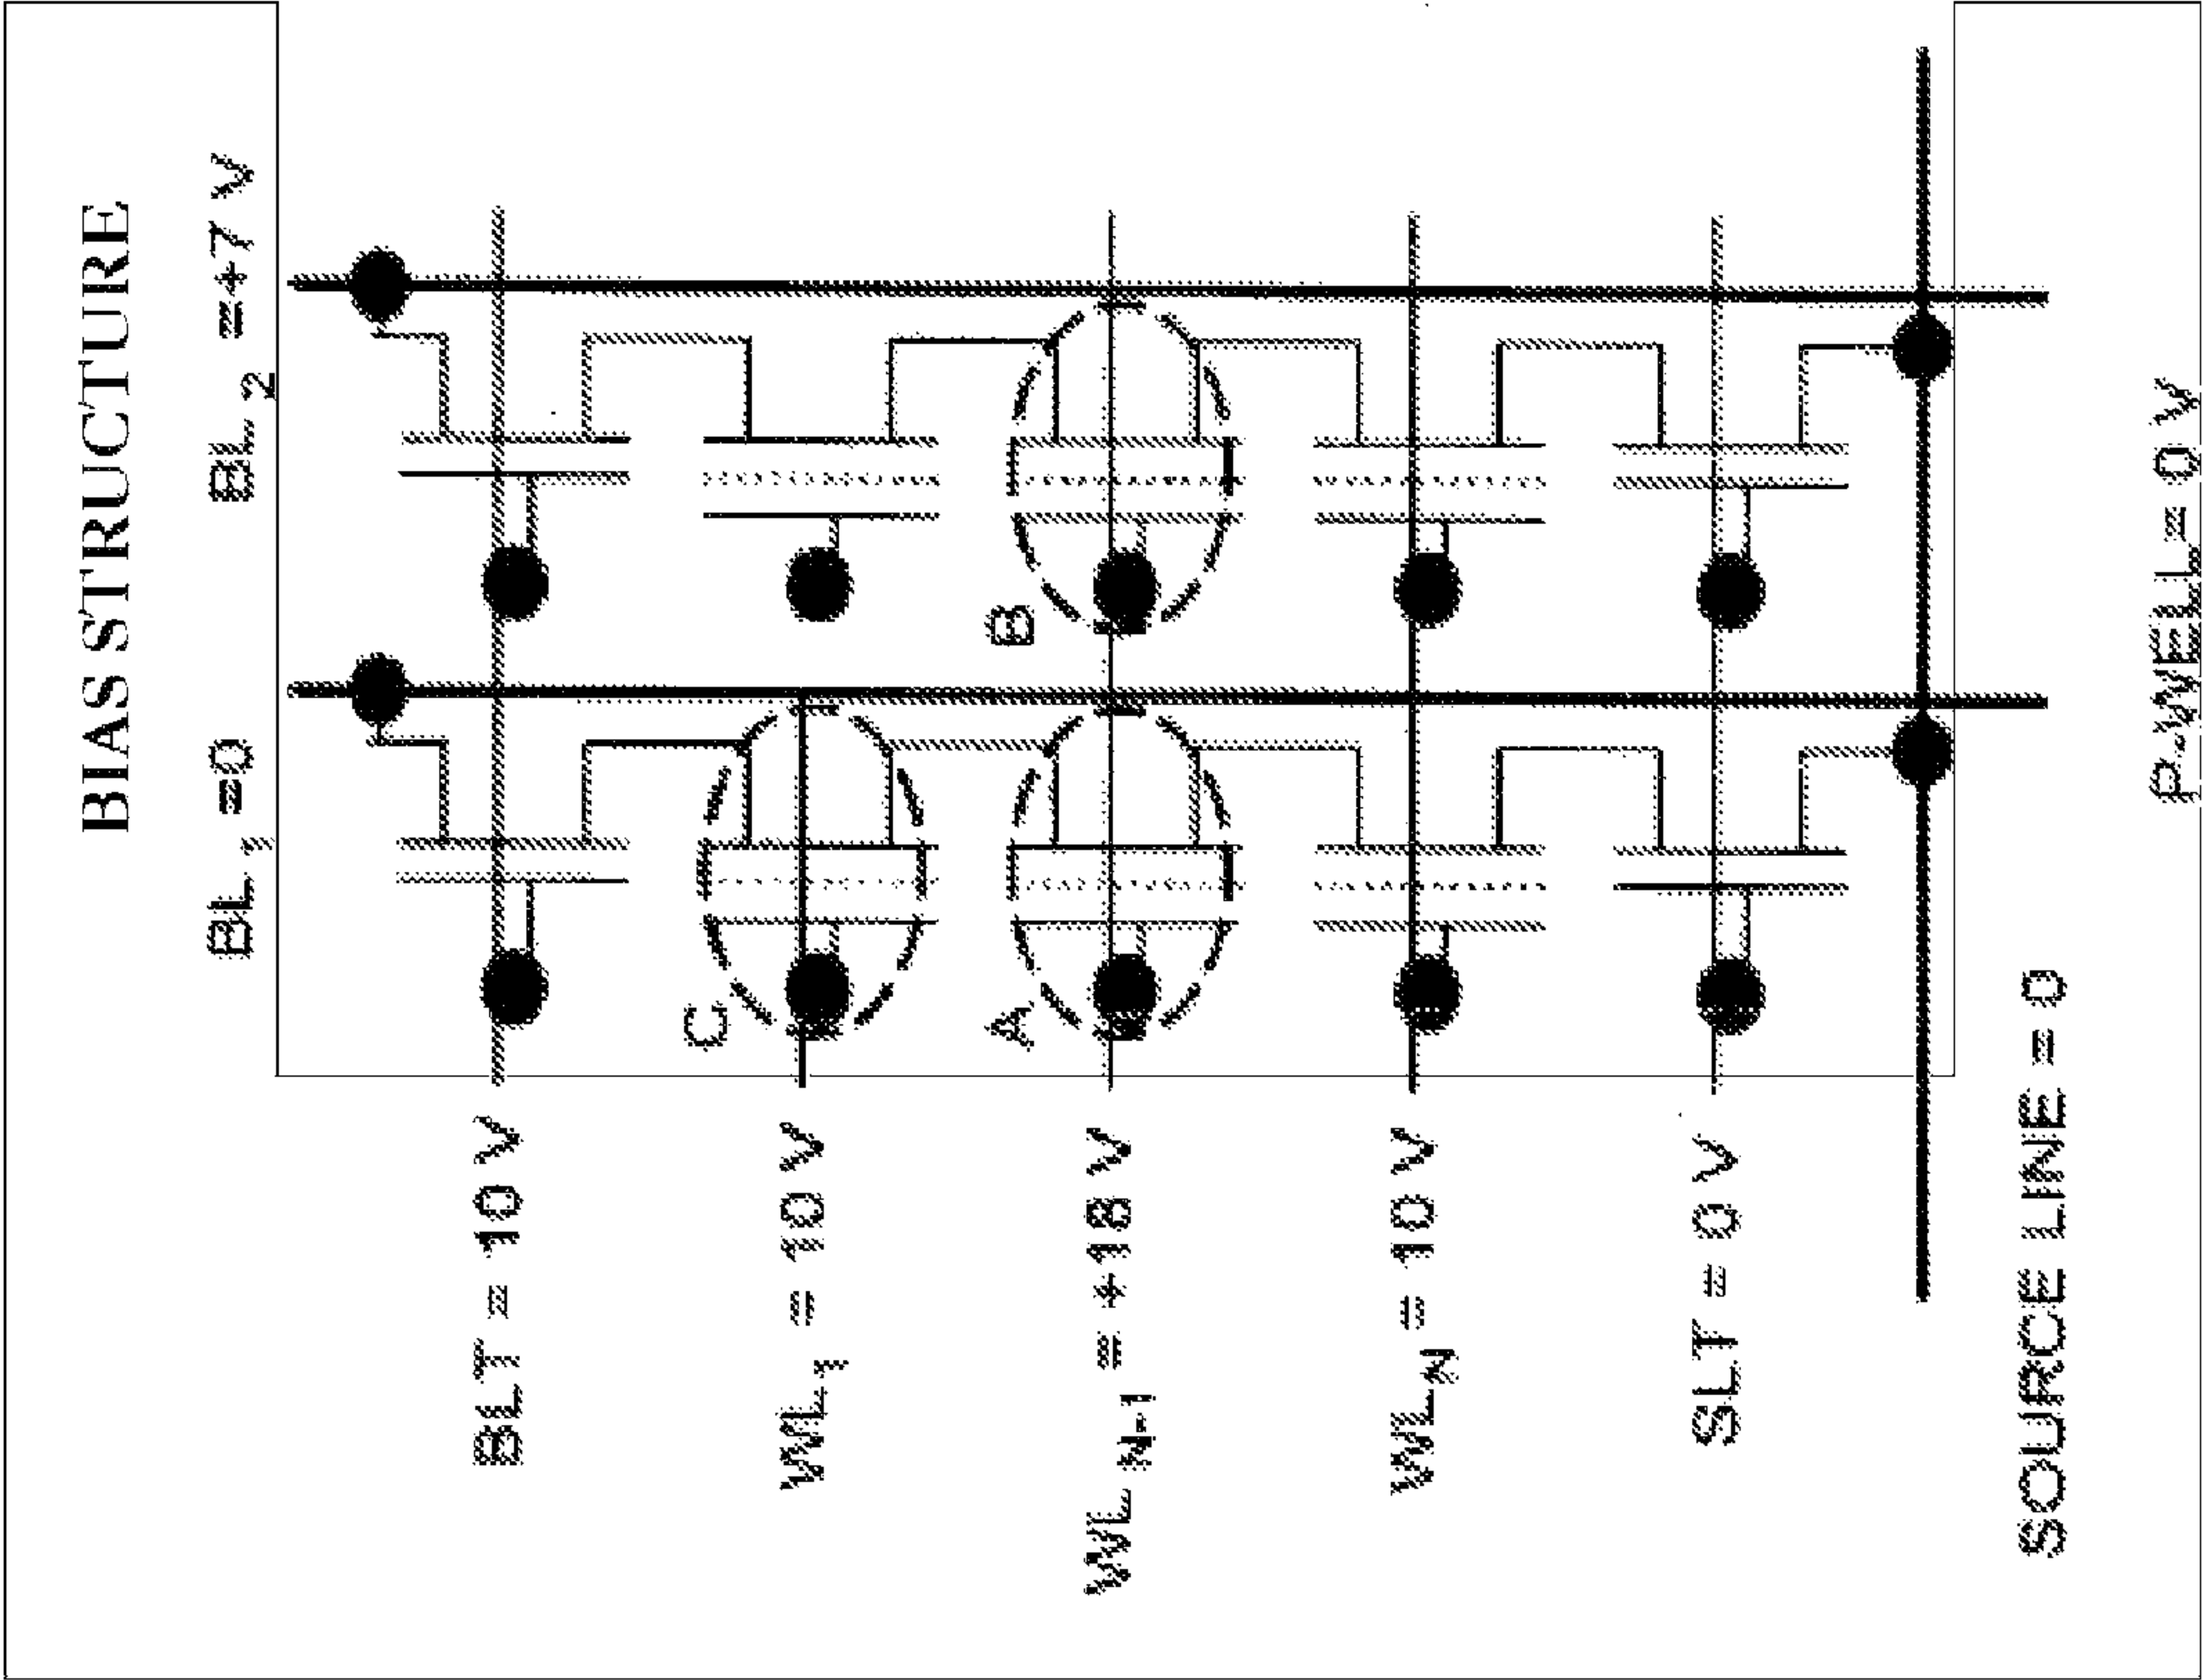 BIAS STRUCTURE
BL1 =0 BL2 =+7 V
BLT = 10 V
WL1 = 10 V
C
WLN-1 = +18 V
A B
WLN = 10 V
SLT = 0 V
SOURCE LINE = 0
P-WELL = 0 V